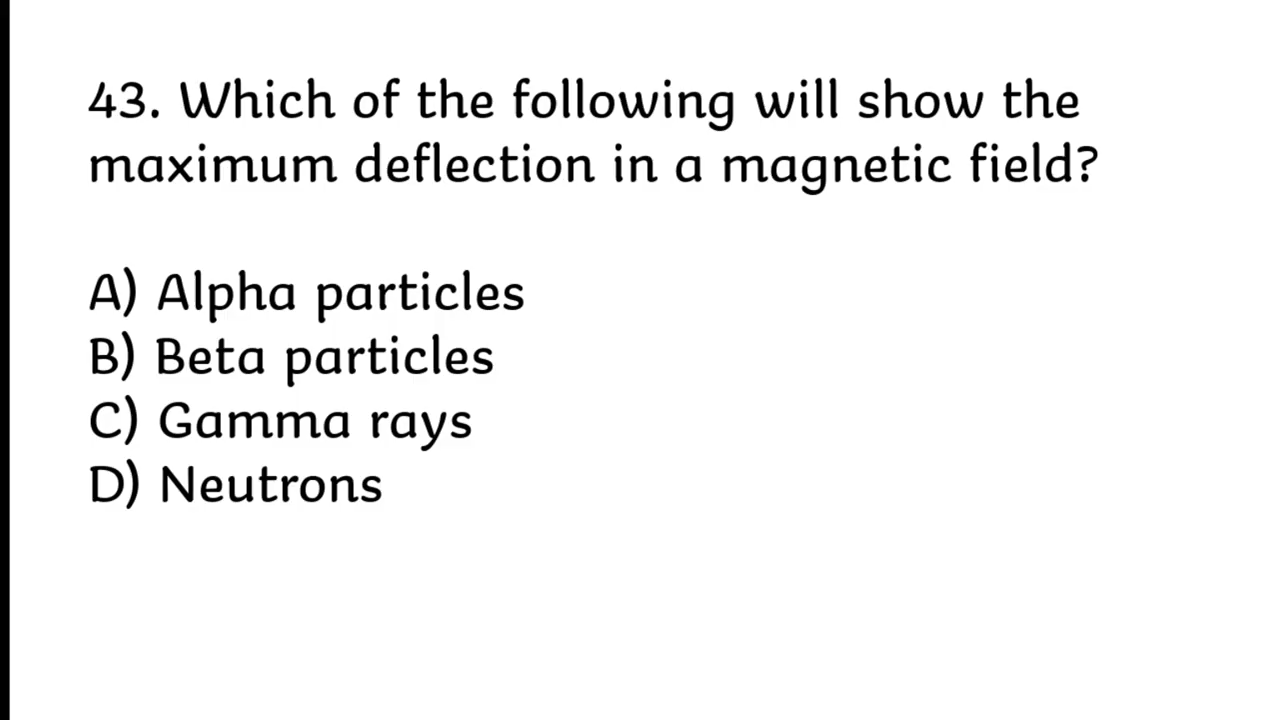 43. Which of the following will show the
maximum deflection in a magnetic field?
A) Alpha particles
B) Beta particles
C) Gamma rays
D) Neutrons